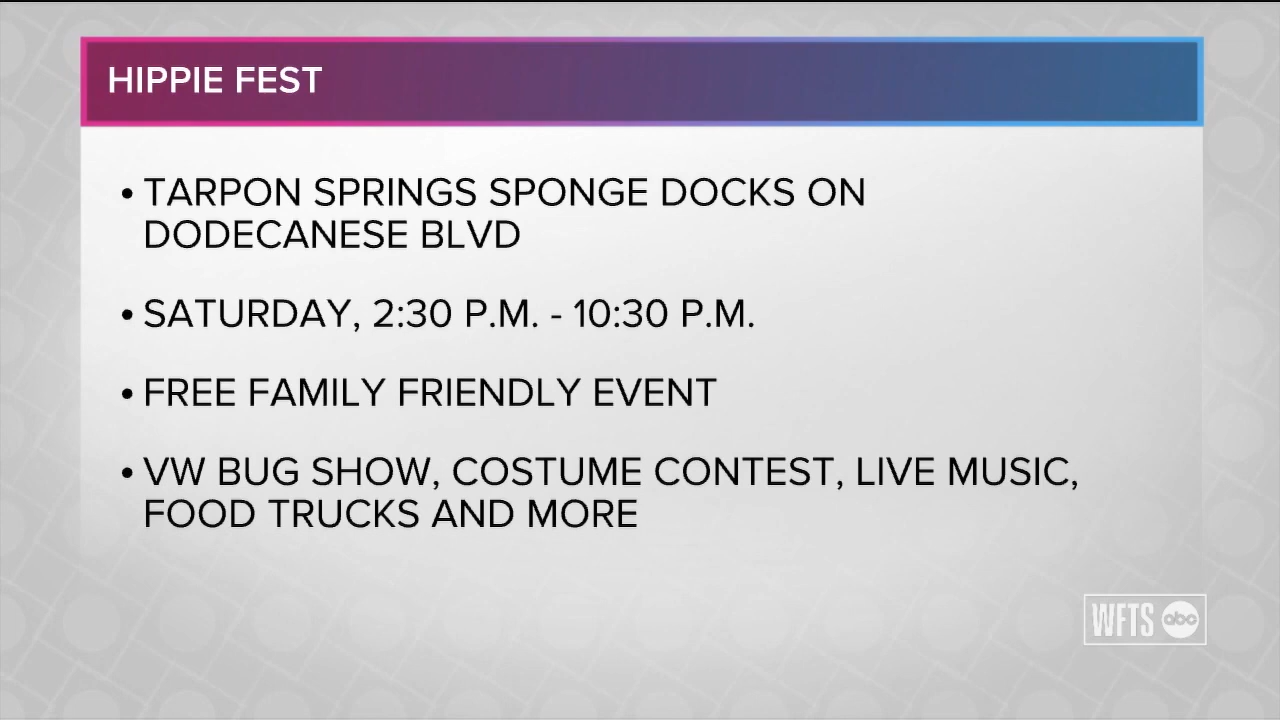 HIPPIE FEST
• TARPON SPRINGS SPONGE DOCKS ON
DODECANESE BLVD
• SATURDAY, 2:30 P.M. - 10:30 P.M.
• FREE FAMILY FRIENDLY EVENT
• VW BUG SHOW, COSTUME CONTEST, LIVE MUSIC,
FOOD TRUCKS AND MORE
WFTS abc